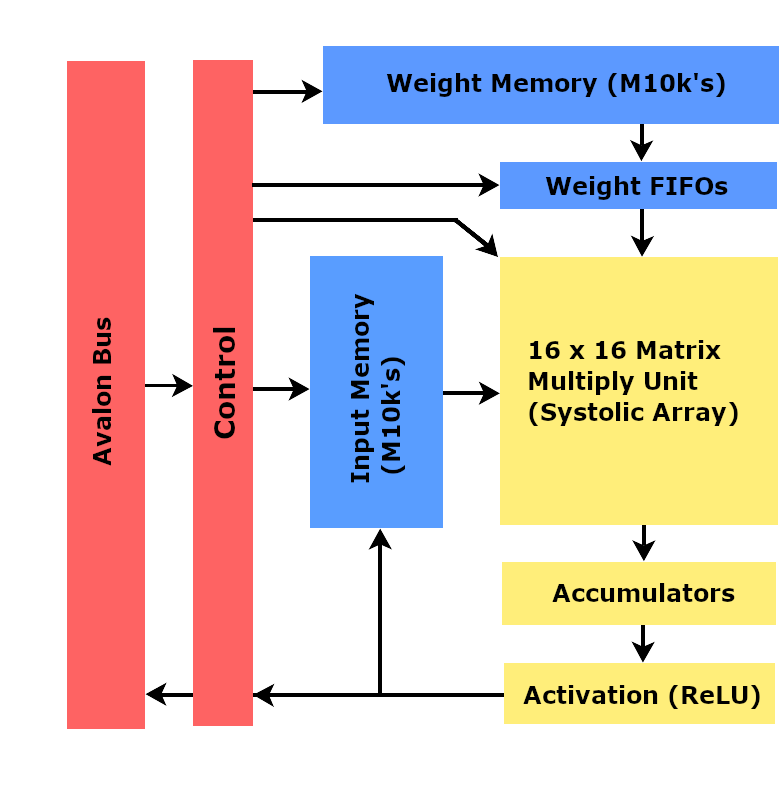 Weight Memory (M10k's)
Weight FIFOs
Avalon Bus
Control
Input Memory
(M10k's)
16 x 16 Matrix
Multiply Unit
(Systolic Array)
Accumulators
Activation (ReLU)